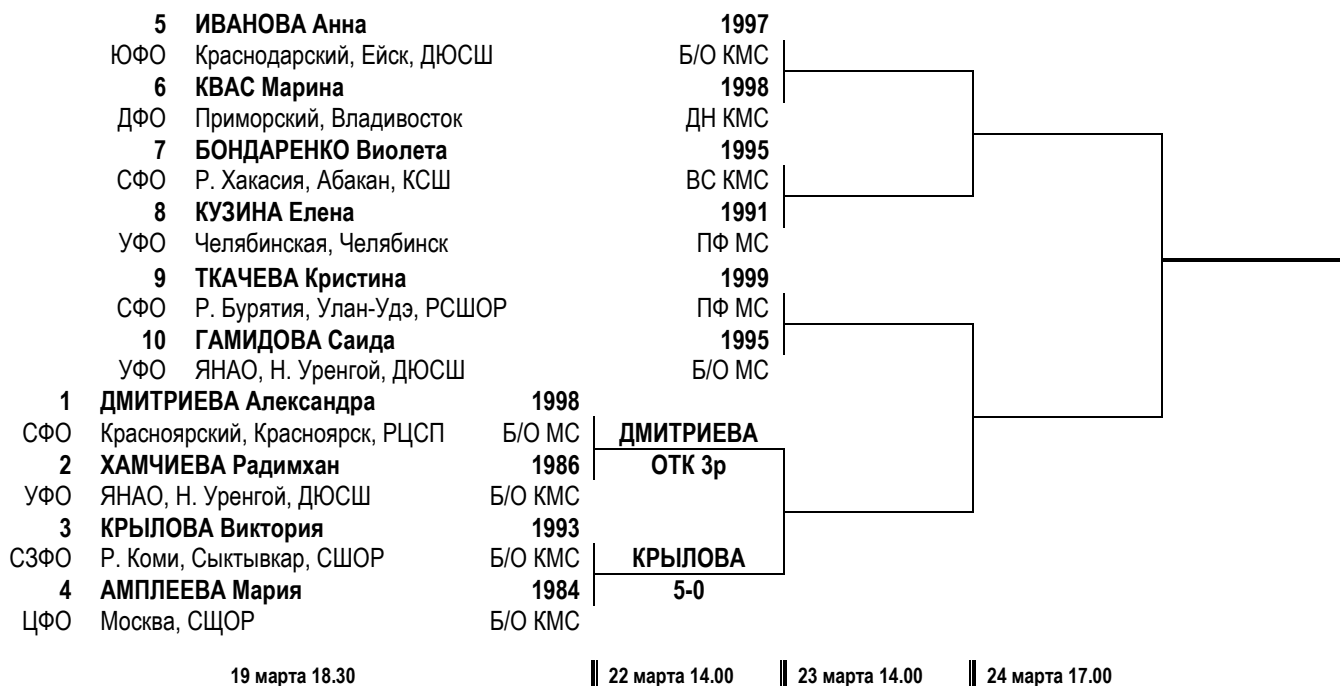 5 ИВАНОВА Анна 1997
ЮФО Краснодарский, Ейск, ДЮСШ Б/О КМС
6 КВАС Марина 1998
ДФО Приморский, Владивосток ДН КМС
7 БОНДАРЕНКО Виолета 1995
СФО Р. Хакасия, Абакан, КСШ ВС КМС
8 КУЗИНА Елена 1991
УФО Челябинская, Челябинск ПФ МС
9 ТКАЧЕВА Кристина 1999
СФО Р. Бурятия, Улан-Удэ, РСШОР ПФ МС
10 ГАМИДОВА Саида 1995
УФО ЯНАО, Н. Уренгой, ДЮСШ Б/О МС
1 ДМИТРИЕВА Александра 1998
СФО Красноярский, Красноярск, РЦСП Б/О МС ДМИТРИЕВА
2 ХАМЧИЕВА Радимхан 1986 ОТК 3р
УФО ЯНАО, Н. Уренгой, ДЮСШ Б/О КМС
3 КРЫЛОВА Виктория 1993
СЗФО Р. Коми, Сыктывкар, СШОР Б/О КМС КРЫЛОВА
4 АМПЛЕЕВА Мария 1984 5-0
ЦФО Москва, СЩОР Б/О КМС
19 марта 18.30 22 марта 14.00 23 марта 14.00 24 марта 17.00